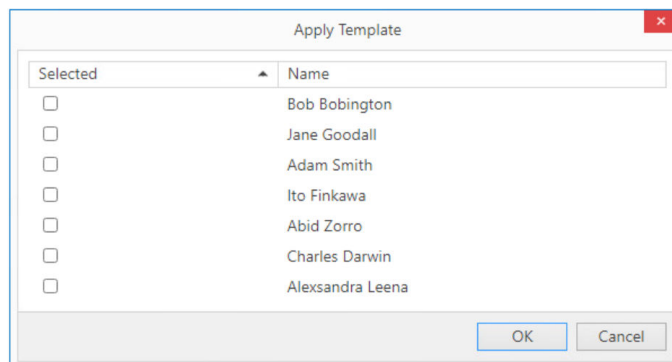 Apply Template
Selected Name
Bob Bobington
Jane Goodall
Adam Smith
Ito Finkawa
Abid Zorro
Charles Darwin
Alexsandra Leena
OK Cancel